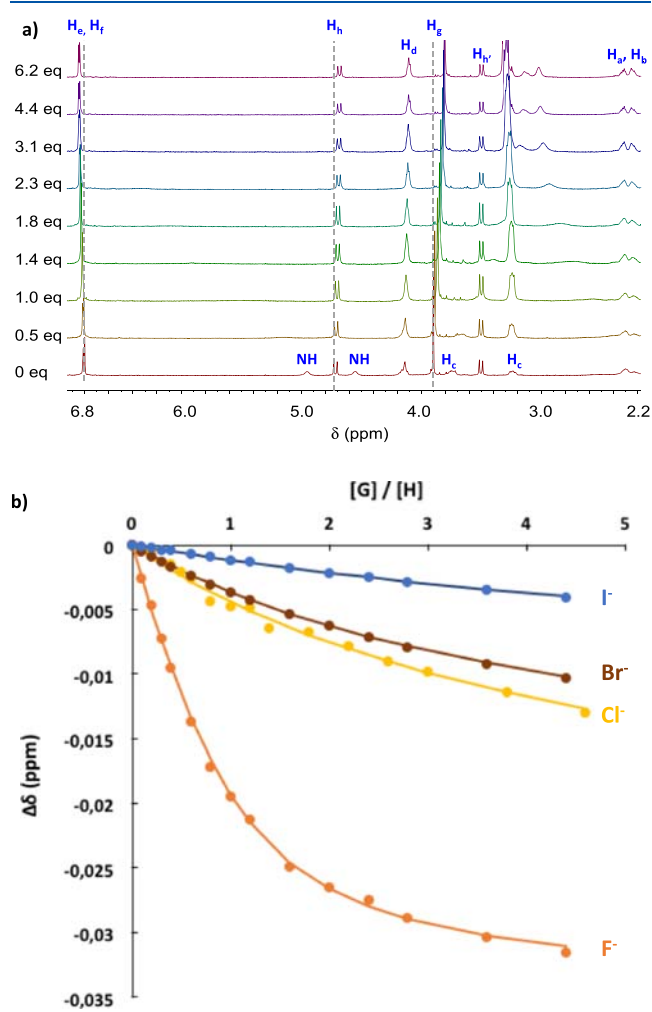 a)
He, Hf Hh Hd Hg Hh' Ha, Hb
6.2 eq
4.4 eq
3.1 eq
2.3 eq
1.8 eq
1.4 eq
1.0 eq
0.5 eq
0 eq NH NH Hc Hc
6.8 6.0 5.0 4.0 3.0 2.2
δ (ppm)
b)
[G] / [H]
0 1 2 3 4 5
0
-0,005
-0,01
-0,015
-0,02
-0,025
-0,03
-0,035
Δδ (ppm)
I⁻
Br⁻
Cl⁻
F⁻